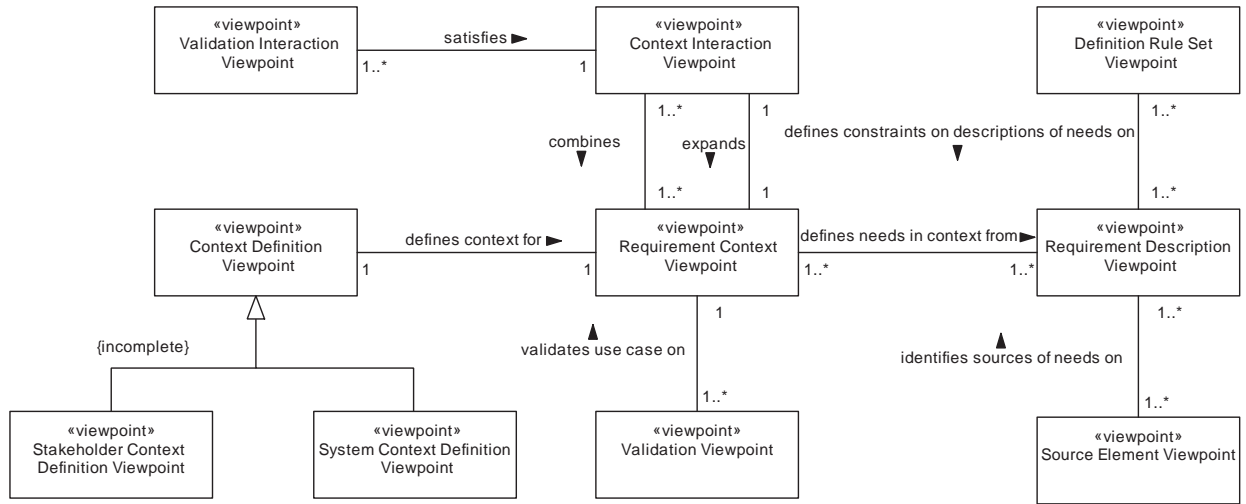 «viewpoint»
Validation Interaction
Viewpoint
satisfies
1..*
1
«viewpoint»
Context Interaction
Viewpoint
«viewpoint»
Definition Rule Set
Viewpoint
1..*
1
1..*
combines
expands
defines constraints on descriptions of needs on
1..*
1
1..*
«viewpoint»
Context Definition
Viewpoint
defines context for
1
1
«viewpoint»
Requirement Context
Viewpoint
defines needs in context from
1..*
1..*
«viewpoint»
Requirement Description
Viewpoint
{incomplete}
1
validates use case on
1..*
1..*
identifies sources of needs on
1..*
«viewpoint»
Stakeholder Context
Definition Viewpoint
«viewpoint»
System Context Definition
Viewpoint
«viewpoint»
Validation Viewpoint
«viewpoint»
Source Element Viewpoint